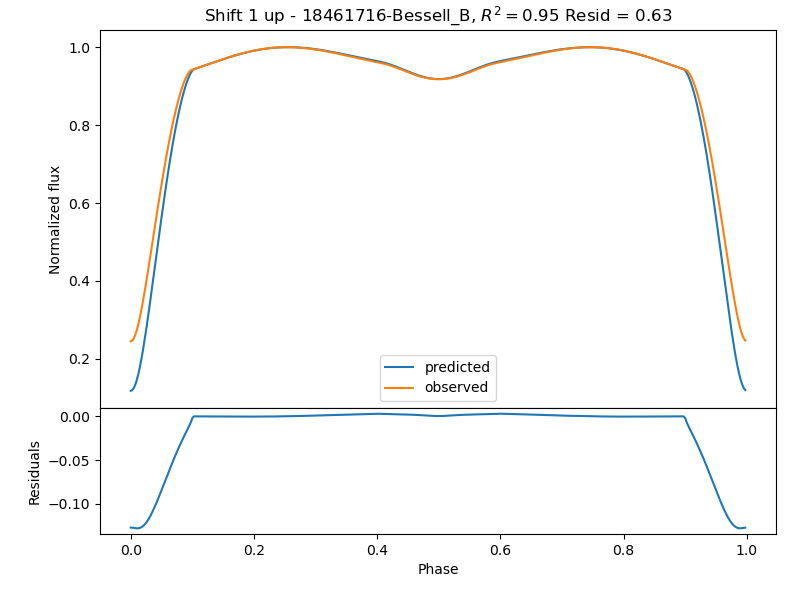 Shift 1 up - 18461716-Bessell_B, R² = 0.95 Resid = 0.63
1.0
0.8
0.6
0.4
0.2
Normalized flux
predicted
observed
0.00
−0.05
−0.10
Residuals
0.0 0.2 0.4 0.6 0.8 1.0
Phase